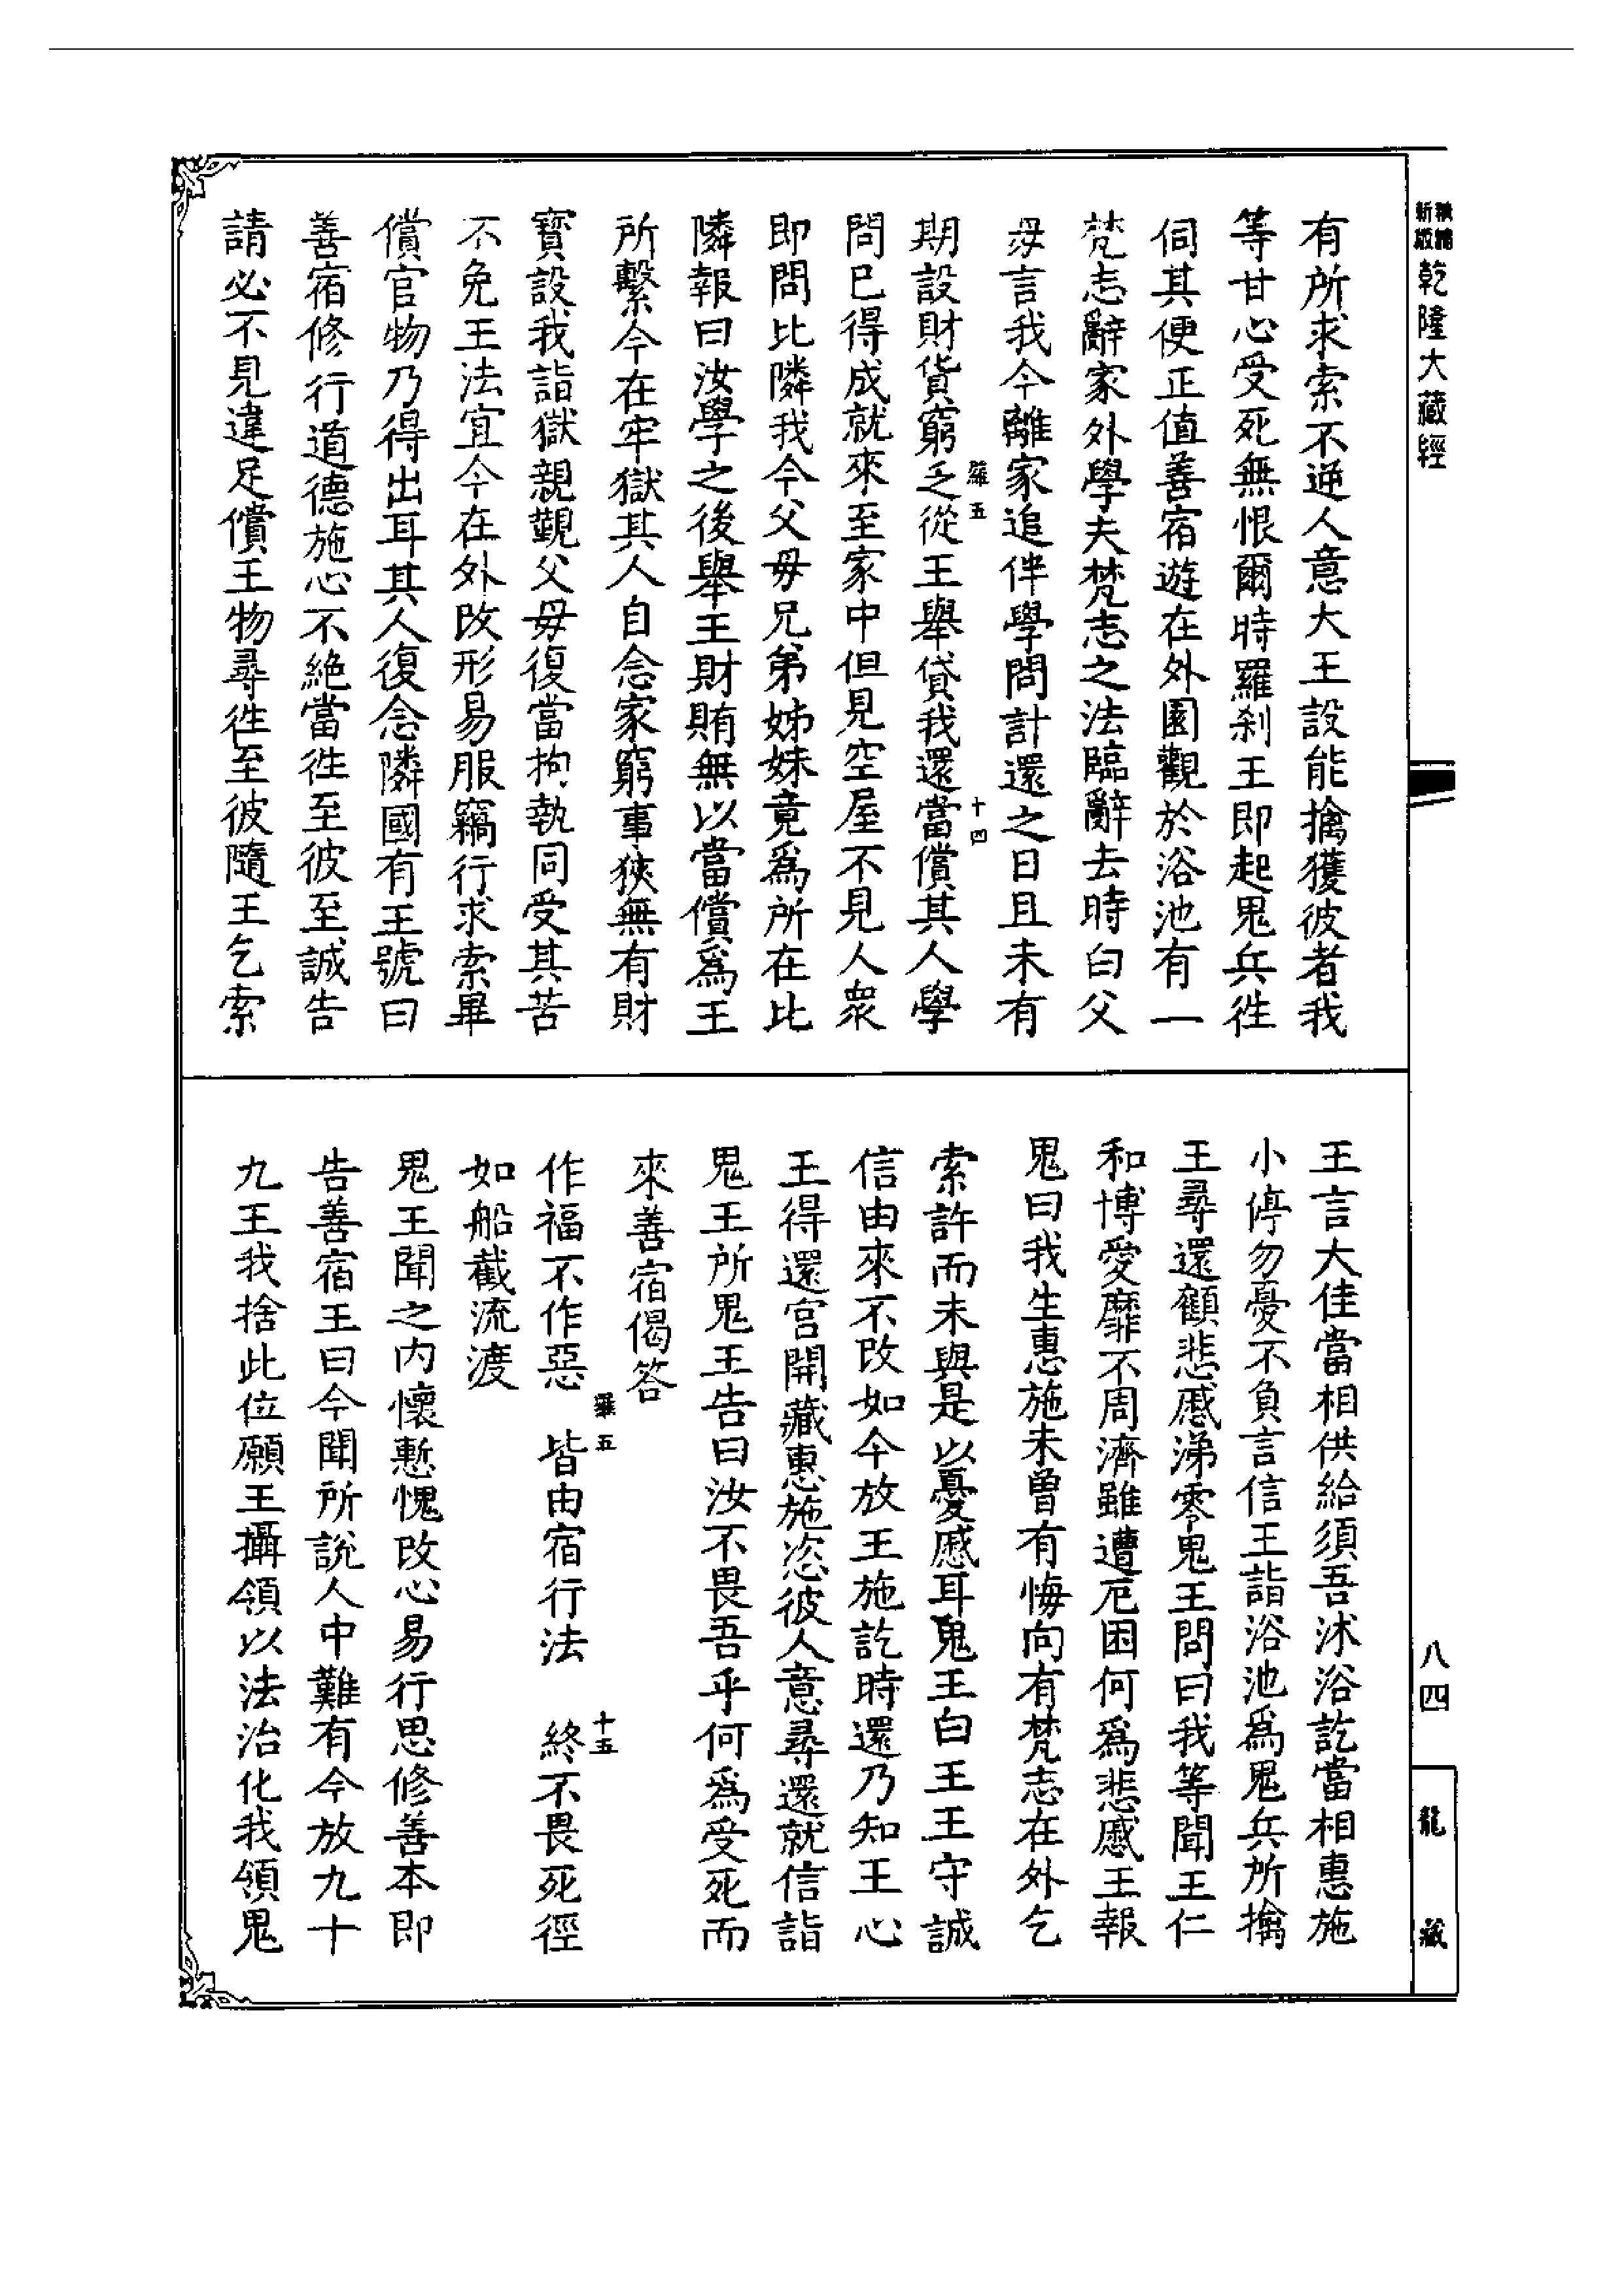 精補
新版
乾隆大藏經
有所求索不逆人意大王設能擒獲彼者我
等甘心受死無恨爾時羅刹王即起鬼兵徃
伺其便正值善宿遊在外園觀於浴池有一
梵志辭家外學夫梵志之法臨辭去時白父
母言我今離家追伴學問計還之日且未有
羅五
十四
期設財貨窮乏從王舉貸我還當償其人學
問已得成就來至家中但見空屋不見人衆
即問比隣我今父母兄弟姊妹竟爲所在比
隣報曰汝學之後舉王財賄無以當償爲王
所繫今在牢獄其人自念家窮事狹無有財
寶設我詣獄親覲父母復當拘執同受其苦
不免王法宜今在外改形易服竊行求索畢
償官物乃得出耳其人復念隣國有王號曰
善宿修行道德施心不絶當徃至彼至誠告
請必不見違足償王物尋徃至彼隨王乞索
王言大佳當相供給須吾沭浴訖當相惠施
小停勿憂不負言信王詣浴池爲鬼兵所擒
王尋還顧悲慼涕零鬼王問曰我等聞王仁
和博愛靡不周濟雖遭厄困何爲悲慼王報
鬼曰我生惠施未曾有悔向有梵志在外乞
索許而未與是以憂慼耳鬼王白王王守誠
信由來不改如今放王施訖時還乃知王心
王得還宫開藏惠施恣彼人意尋還就信詣
鬼王所鬼王告曰汝不畏吾乎何爲受死而
來善宿偈答
羅五
十五
作福不作惡　皆由宿行法　終不畏死徑
如船截流渡
鬼王聞之内懷慙愧改心易行思修善本即
告善宿王曰今聞所說人中難有今放九十
九王我捨此位願王攝領以法治化我領鬼
八四
龍藏